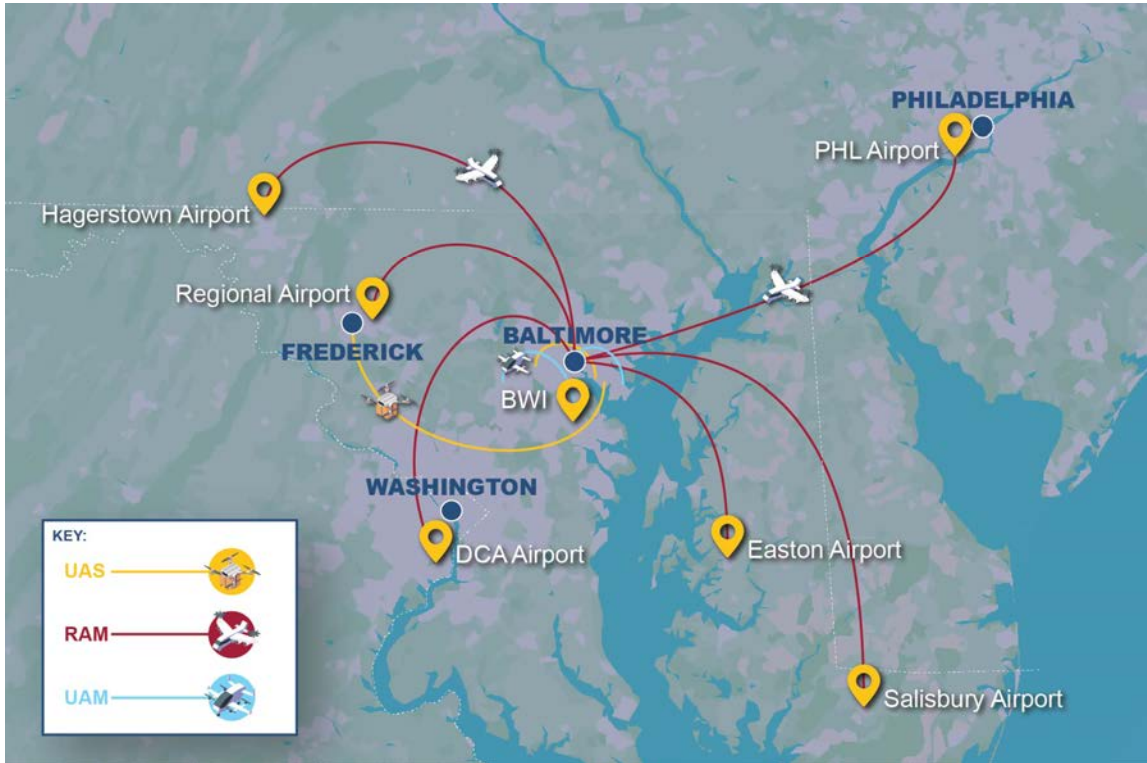 PHILADELPHIA
PHL Airport
Hagerstown Airport
Regional Airport
FREDERICK
BALTIMORE
BWI
WASHINGTON
DCA Airport
Easton Airport
Salisbury Airport
KEY:
UAS
RAM
UAM